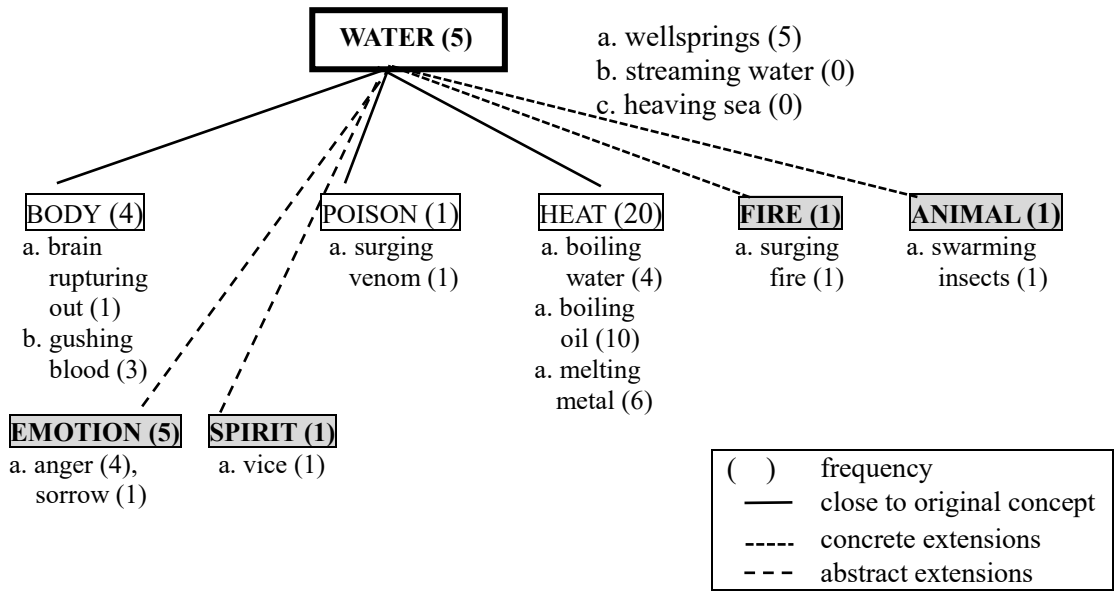 WATER (5)
a. wellsprings (5)
b. streaming water (0)
c. heaving sea (0)
BODY (4)
a. brain
rupturing
out (1)
b. gushing
blood (3)
POISON (1)
a. surging
venom (1)
HEAT (20)
a. boiling
water (4)
a. boiling
oil (10)
a. melting
metal (6)
FIRE (1)
a. surging
fire (1)
ANIMAL (1)
a. swarming
insects (1)
EMOTION (5)
a. anger (4),
sorrow (1)
SPIRIT (1)
a. vice (1)
( ) frequency
close to original concept
concrete extensions
abstract extensions